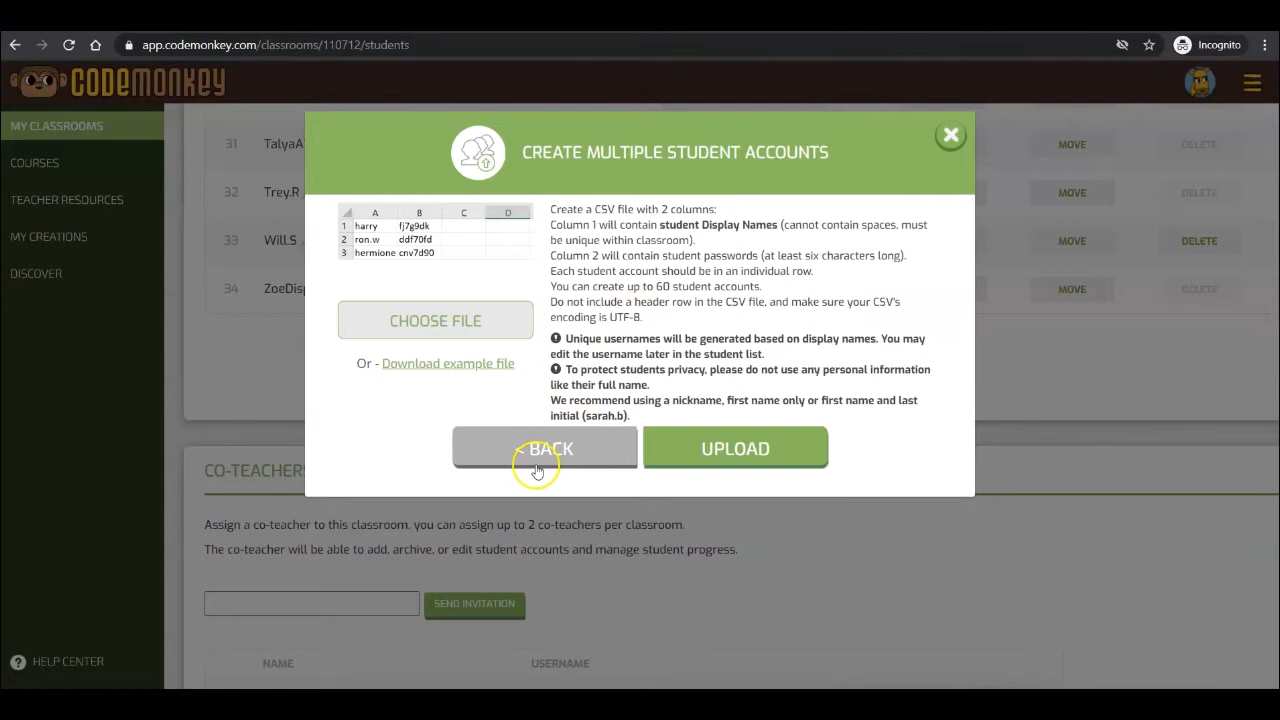 app.codemonkey.com/classrooms/110712/students
Incognito
CODEMONKEY
MY CLASSROOMS
COURSES
TEACHER RESOURCES
MY CREATIONS
DISCOVER
HELP CENTER
31 TalyaA MOVE DELETE
32 Trey.R MOVE DELETE
33 Will.S MOVE DELETE
34 ZoeDisp MOVE DELETE
CREATE MULTIPLE STUDENT ACCOUNTS
A B C D
1 harry fj7g9dk
2 ron.w ddf70fd
3 hermione cnv7d90
CHOOSE FILE
Or - Download example file
Create a CSV file with 2 columns:
Column 1 will contain student Display Names (cannot contain spaces, must
be unique within classroom).
Column 2 will contain student passwords (at least six characters long).
Each student account should be in an individual row.
You can create up to 60 student accounts.
Do not include a header row in the CSV file, and make sure your CSV's
encoding is UTF-8.
Unique usernames will be generated based on display names. You may
edit the username later in the student list.
To protect students privacy, please do not use any personal information
like their full name.
We recommend using a nickname, first name only or first name and last
initial (sarah.b).
< BACK
UPLOAD
CO-TEACHERS
Assign a co-teacher to this classroom, you can assign up to 2 co-teachers per classroom.
The co-teacher will be able to add, archive, or edit student accounts and manage student progress.
SEND INVITATION
NAME USERNAME